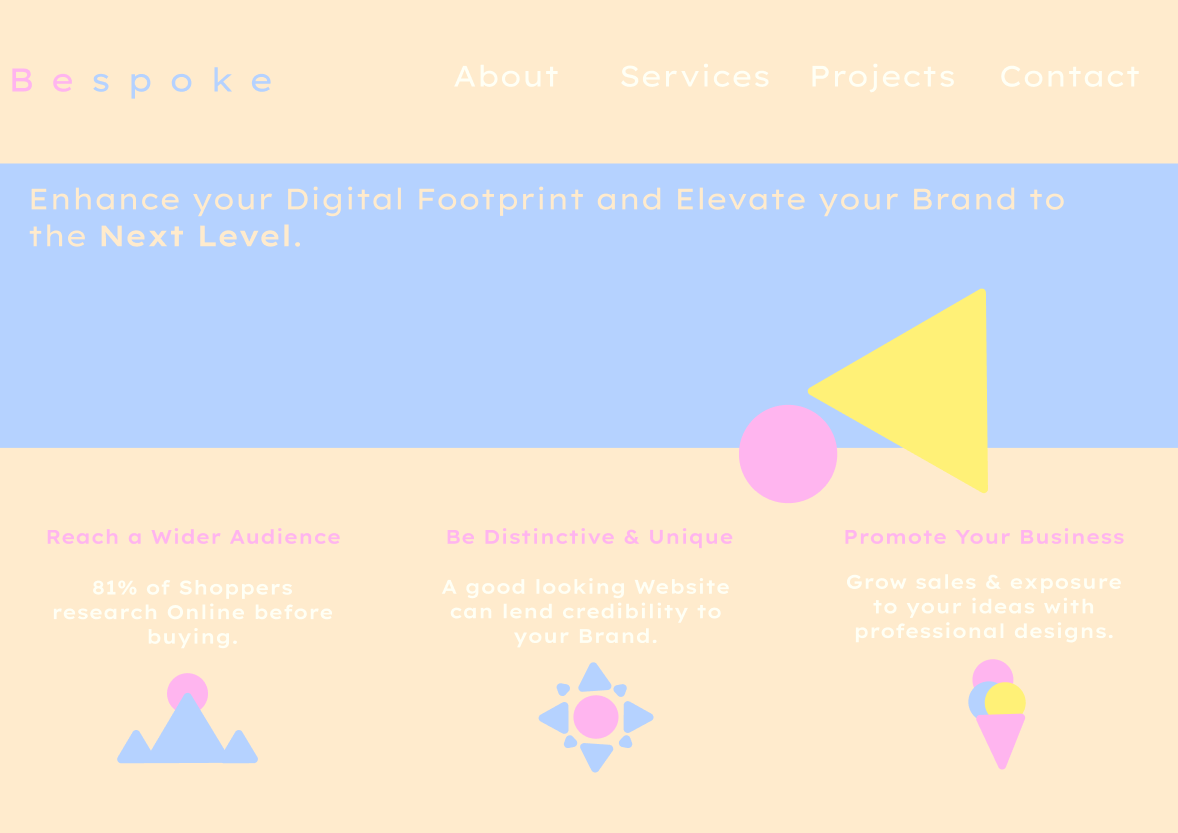 Bespoke
About Services Projects Contact
Enhance your Digital Footprint and Elevate your Brand to
the Next Level.
Reach a Wider Audience
81% of Shoppers
research Online before
buying.
Be Distinctive & Unique
A good looking Website
can lend credibility to
your Brand.
Promote Your Business
Grow sales & exposure
to your ideas with
professional designs.